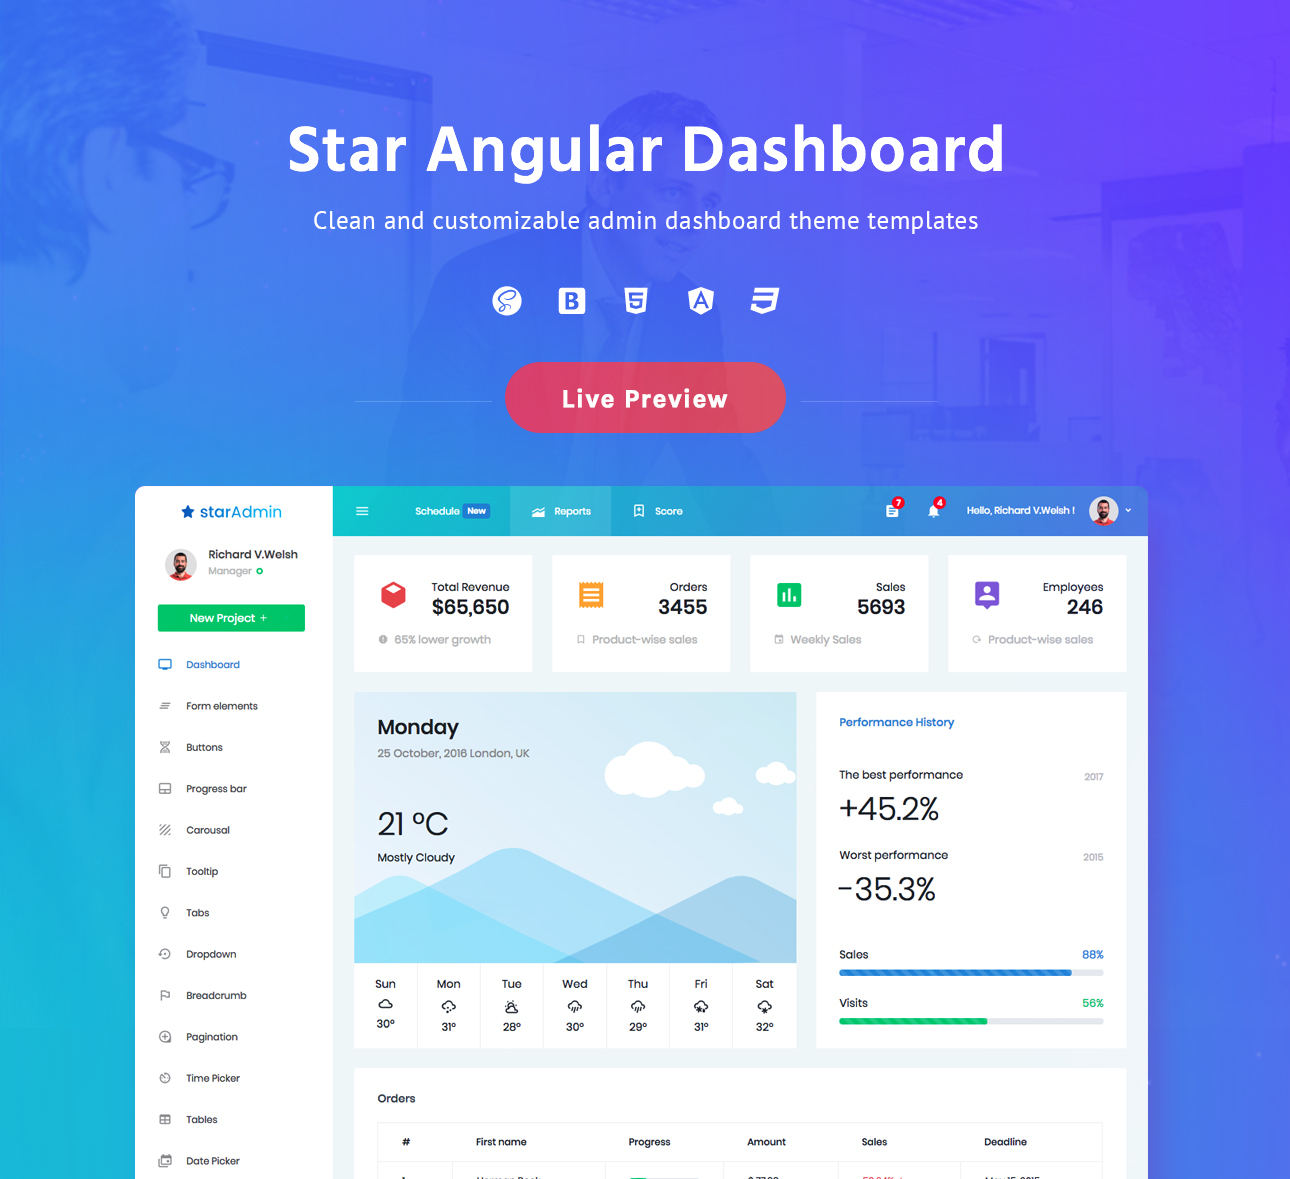 Star Angular Dashboard
Clean and customizable admin dashboard theme templates
Live Preview
starAdmin
Schedule New
Reports
Score
7
4
Hello, Richard V.Welsh !
Richard V.Welsh
Manager
New Project +
Dashboard
Form elements
Buttons
Progress bar
Carousal
Tooltip
Tabs
Dropdown
Breadcrumb
Pagination
Time Picker
Tables
Date Picker
Total Revenue
$65,650
65% lower growth
Orders
3455
Product-wise sales
Sales
5693
Weekly Sales
Employees
246
Product-wise sales
Monday
25 October, 2016 London, UK
21 °C
Mostly Cloudy
Sun Mon Tue Wed Thu Fri Sat
30° 31° 28° 30° 29° 31° 32°
Performance History
The best performance 2017
+45.2%
Worst performance 2015
-35.3%
Sales 88%
Visits 56%
Orders
# First name Progress Amount Sales Deadline